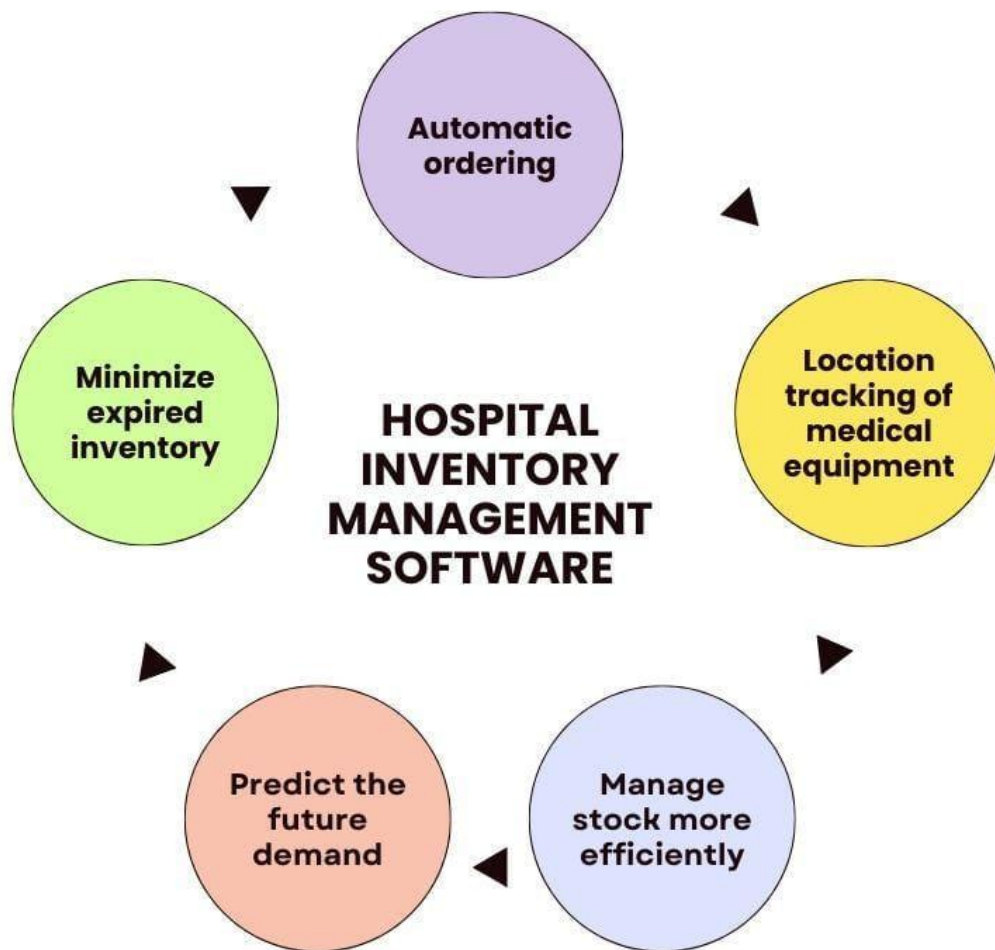 Automatic
ordering
Location
tracking of
medical
equipment
Manage
stock more
efficiently
Predict the
future
demand
Minimize
expired
inventory
HOSPITAL
INVENTORY
MANAGEMENT
SOFTWARE